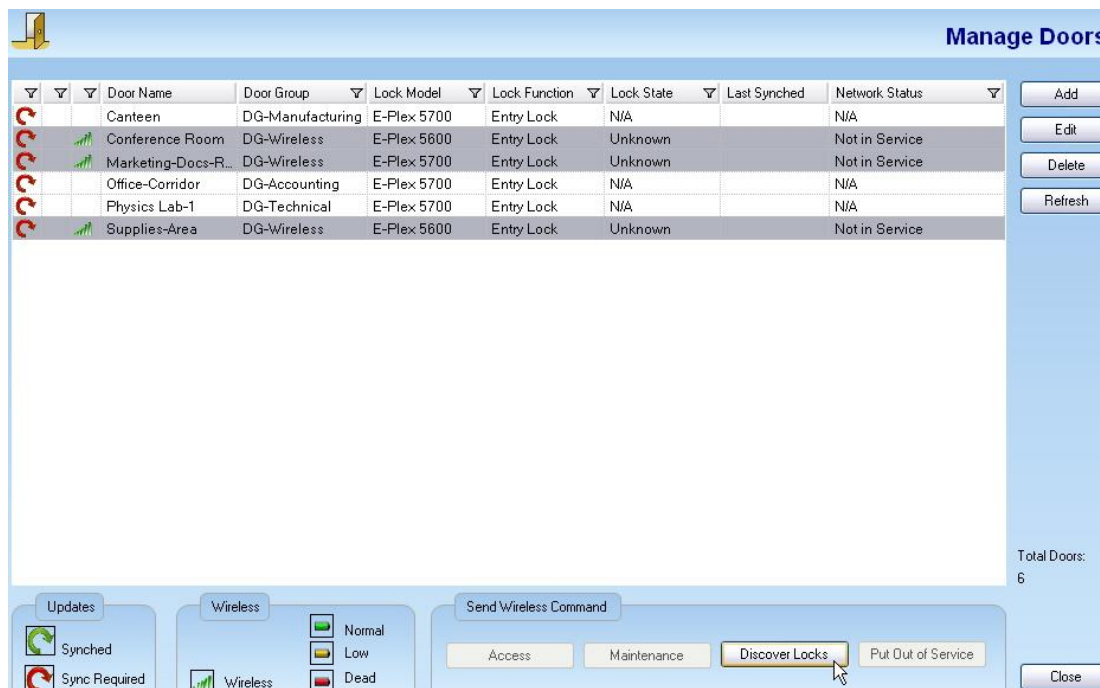 Manage Doors
Door Name Door Group Lock Model Lock Function Lock State Last Synched Network Status
Canteen DG-Manufacturing E-Plex 5700 Entry Lock N/A N/A
Conference Room DG-Wireless E-Plex 5600 Entry Lock Unknown Not in Service
Marketing-Docs-R... DG-Wireless E-Plex 5600 Entry Lock Unknown Not in Service
Office-Corridor DG-Accounting E-Plex 5700 Entry Lock N/A N/A
Physics Lab-1 DG-Technical E-Plex 5700 Entry Lock N/A N/A
Supplies-Area DG-Wireless E-Plex 5600 Entry Lock Unknown Not in Service
Add
Edit
Delete
Refresh
Total Doors:
6
Updates
Synched
Sync Required
Wireless
Wireless
Normal
Low
Dead
Send Wireless Command
Access Maintenance Discover Locks Put Out of Service
Close